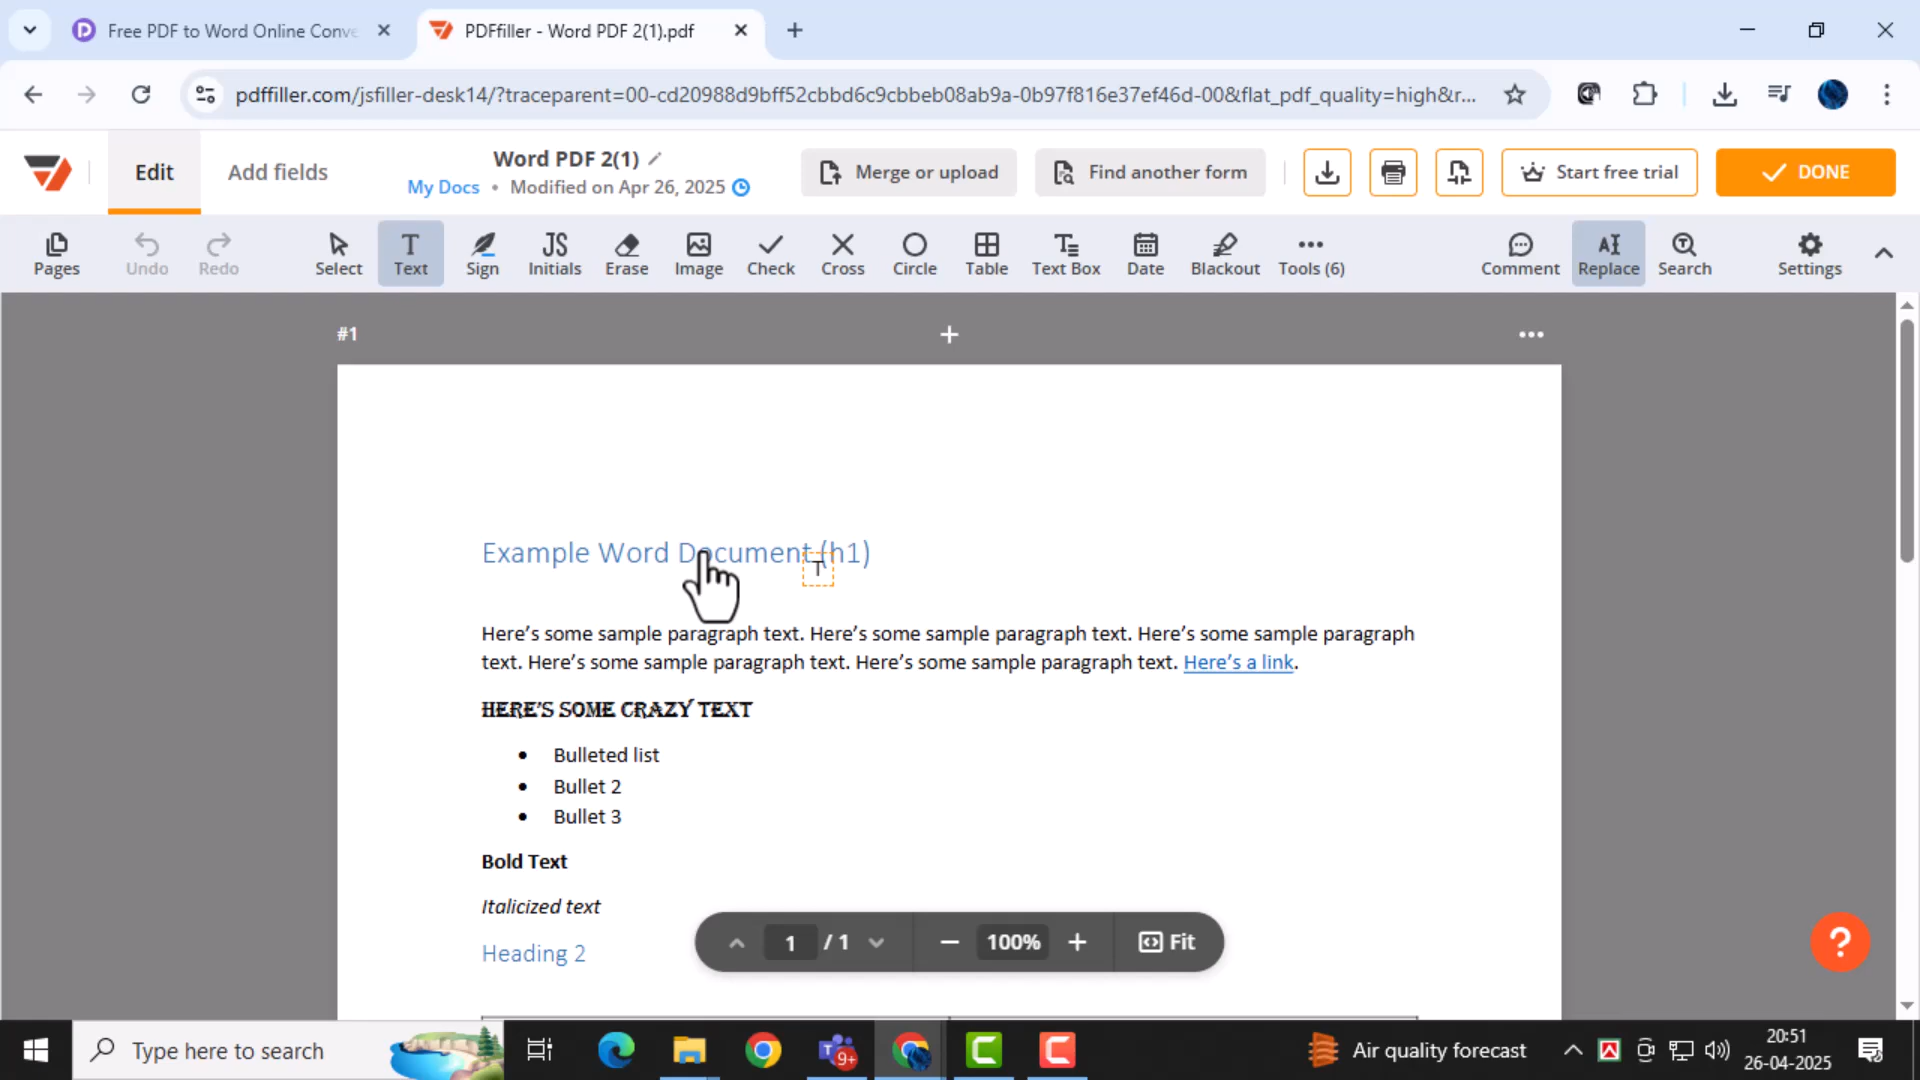 Free PDF to Word Online Conve
PDFfiller - Word PDF 2(1).pdf
pdffiller.com/jsfiller-desk14/?traceparent=00-cd20988d9bff52cbbd6c9cbbeb08ab9a-0b97f816e37ef46d-00&flat_pdf_quality=high&r...
Edit
Add fields
Word PDF 2(1)
My Docs • Modified on Apr 26, 2025
Merge or upload
Find another form
Start free trial
DONE
Pages
Undo
Redo
Select
Text
Sign
JS
Initials
Erase
Image
Check
Cross
Circle
Table
Text Box
Date
Blackout
Tools (6)
Comment
Replace
Search
Settings
#1
Example Word Document (h1)
T
Here’s some sample paragraph text. Here’s some sample paragraph text. Here’s some sample paragraph
text. Here’s some sample paragraph text. Here’s some sample paragraph text. Here’s a link.
HERE’S SOME CRAZY TEXT
• Bulleted list
• Bullet 2
• Bullet 3
Bold Text
Italicized text
Heading 2
1 / 1
100%
Fit
?
Type here to search
9+
Air quality forecast
20:51
26-04-2025